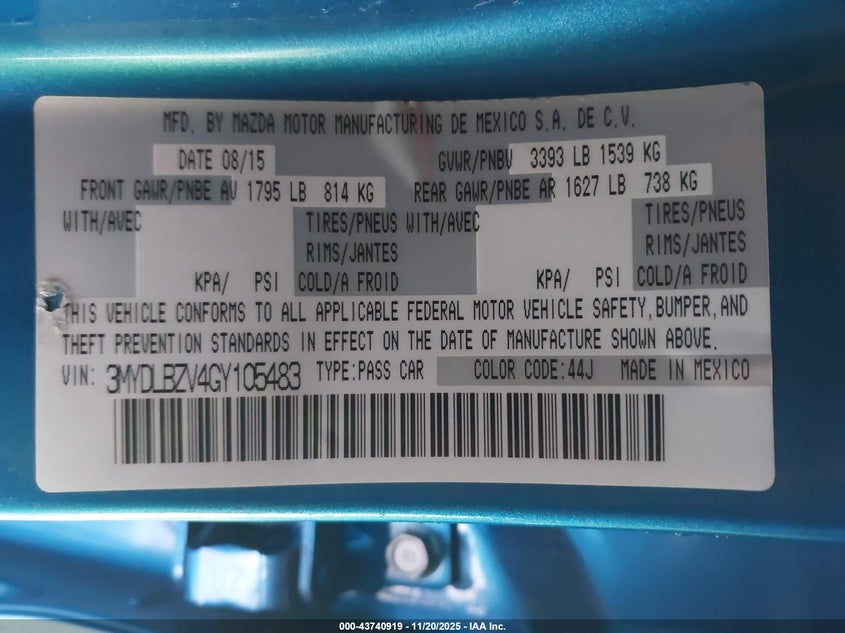 MFD. BY MAZDA MOTOR MANUFACTURING DE MEXICO S.A. DE C.V.
DATE 08/15 GVWR/PNBV 3393 LB 1539 KG
FRONT GAWR/PNBE AV 1795 LB 814 KG REAR GAWR/PNBE AR 1627 LB 738 KG
WITH/AVEC TIRES/PNEUS WITH/AVEC TIRES/PNEUS
RIMS/JANTES RIMS/JANTES
KPA/ PSI COLD/A FROID KPA/ PSI COLD/A FROID
THIS VEHICLE CONFORMS TO ALL APPLICABLE FEDERAL MOTOR VEHICLE SAFETY, BUMPER, AND
THEFT PREVENTION STANDARDS IN EFFECT ON THE DATE OF MANUFACTURE SHOWN ABOVE.
VIN: 3MYDLBZV4GY105483 TYPE:PASS CAR COLOR CODE:44J MADE IN MEXICO
000-43740919 - 11/20/2025 - IAA Inc.